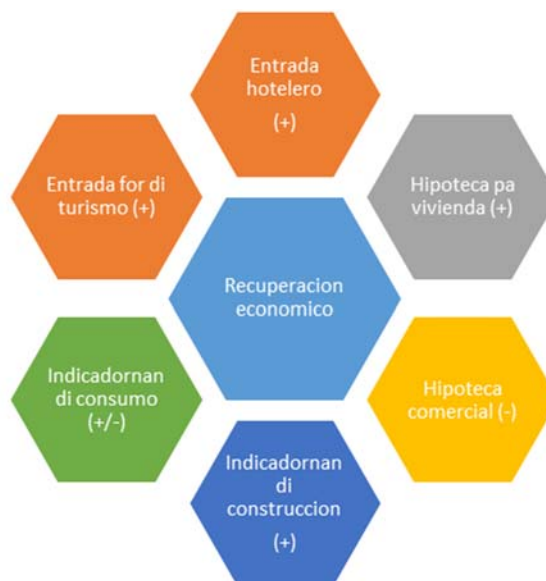 Entrada
hotelero
(+)
Entrada for di
turismo (+)
Hipoteca pa
vivienda (+)
Recuperacion
economico
Indicadornan
di consumo
(+/-)
Hipoteca
comercial (-)
Indicadornan
di
construccion
(+)